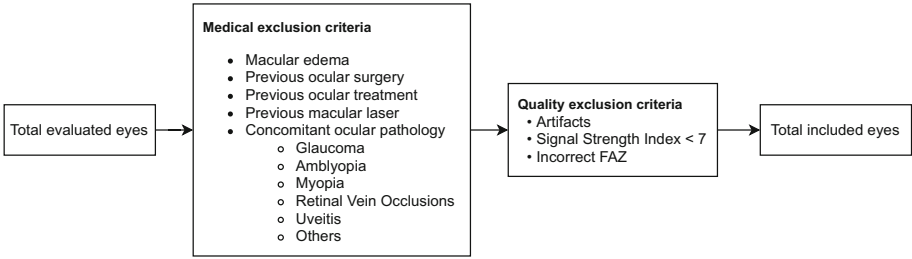 Total evaluated eyes
Medical exclusion criteria
• Macular edema
• Previous ocular surgery
• Previous ocular treatment
• Previous macular laser
• Concomitant ocular pathology
○ Glaucoma
○ Amblyopia
○ Myopia
○ Retinal Vein Occlusions
○ Uveitis
○ Others
Quality exclusion criteria
• Artifacts
• Signal Strength Index < 7
• Incorrect FAZ
Total included eyes